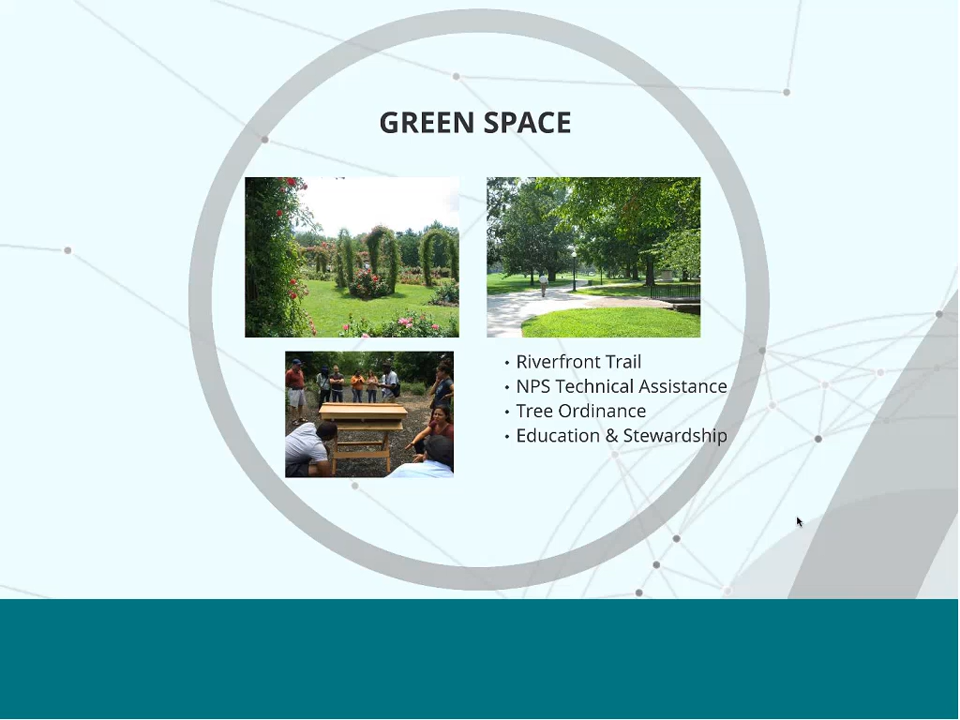 GREEN SPACE
• Riverfront Trail
• NPS Technical Assistance
• Tree Ordinance
• Education & Stewardship